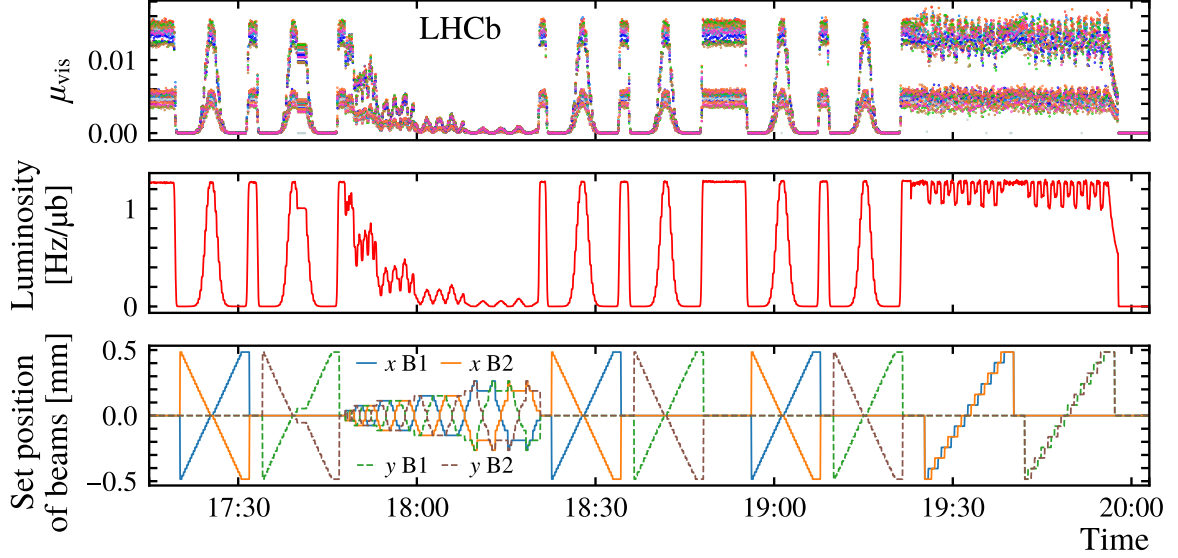 LHCb
μvis
0.01
0.00
Luminosity
[Hz/μb]
1
0
Set position
of beams [mm]
0.5
0.0
−0.5
x B1
x B2
y B1
y B2
17:30
18:00
18:30
19:00
19:30
20:00
Time